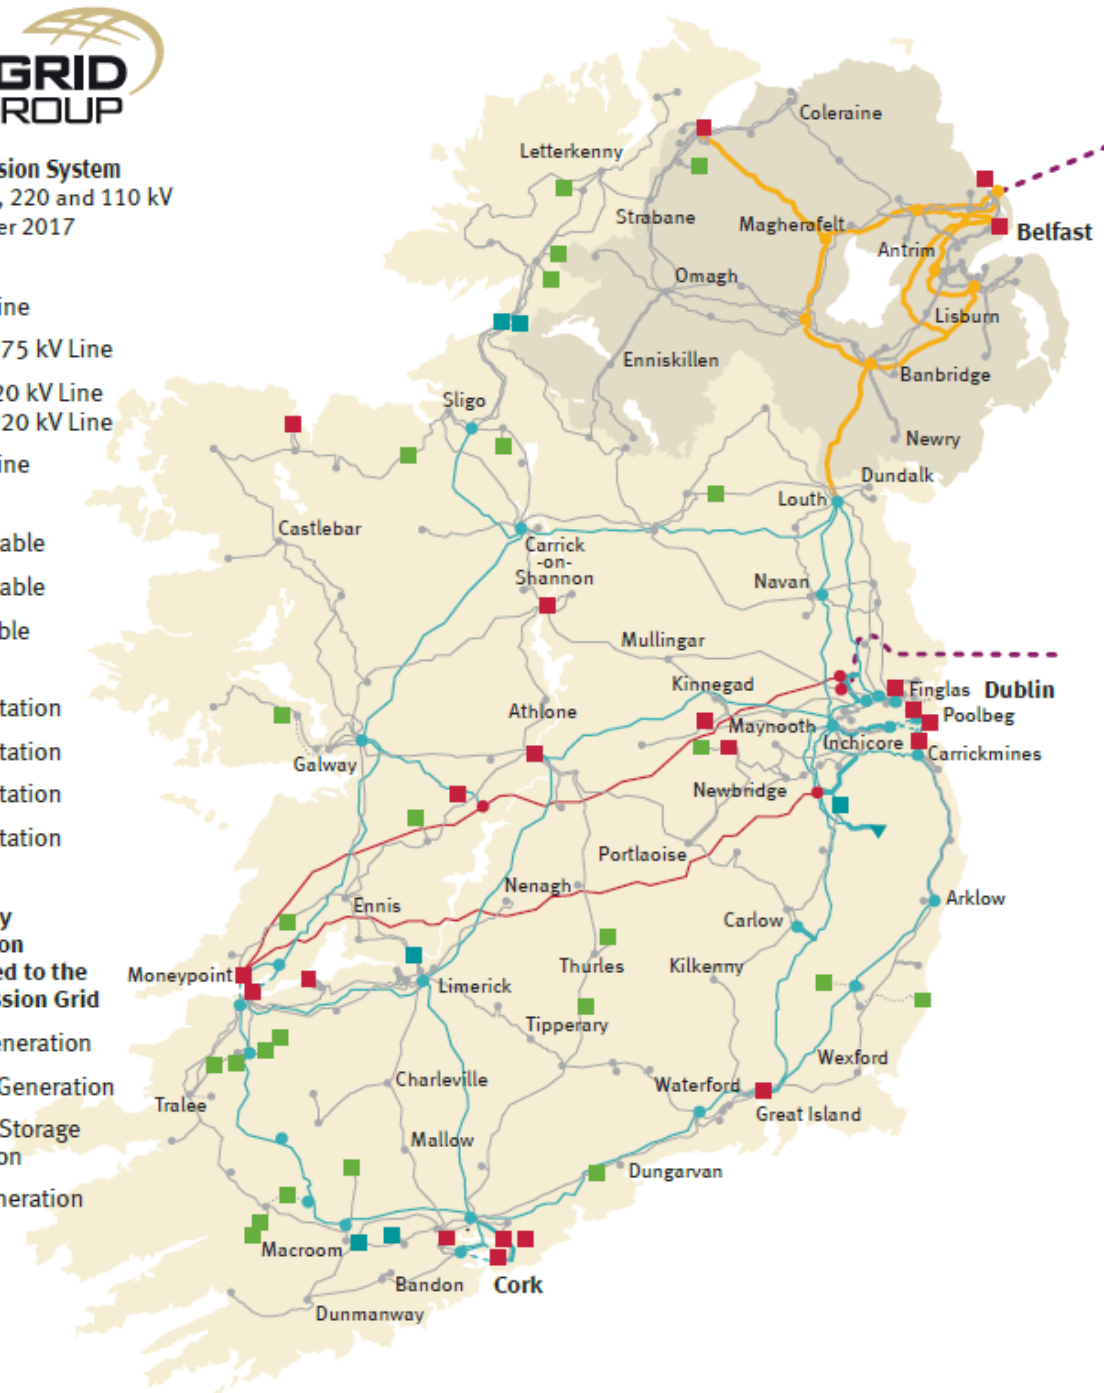 GRID
ROUP
sion System
, 220 and 110 kV
er 2017
ine
75 kV Line
20 kV Line
20 kV Line
ine
able
able
ble
tation
tation
tation
tation
y
on
ed to the
ssion Grid
eneration
Generation
Storage
on
neration
Coleraine
Letterkenny
Strabane
Magherafelt
Belfast
Antrim
Omagh
Lisburn
Enniskillen
Banbridge
Sligo
Newry
Dundalk
Louth
Castlebar
Carrick
-on-
Shannon
Navan
Mullingar
Kinnegad
Finglas
Dublin
Athlone
Poolbeg
Maynooth
Inchicore
Carrickmines
Galway
Newbridge
Portlaoise
Nenagh
Arklow
Ennis
Carlow
Thurles
Kilkenny
Moneypoint
Limerick
Tipperary
Wexford
Charleville
Waterford
Tralee
Great Island
Mallow
Dungarvan
Macroom
Bandon
Cork
Dunmanway